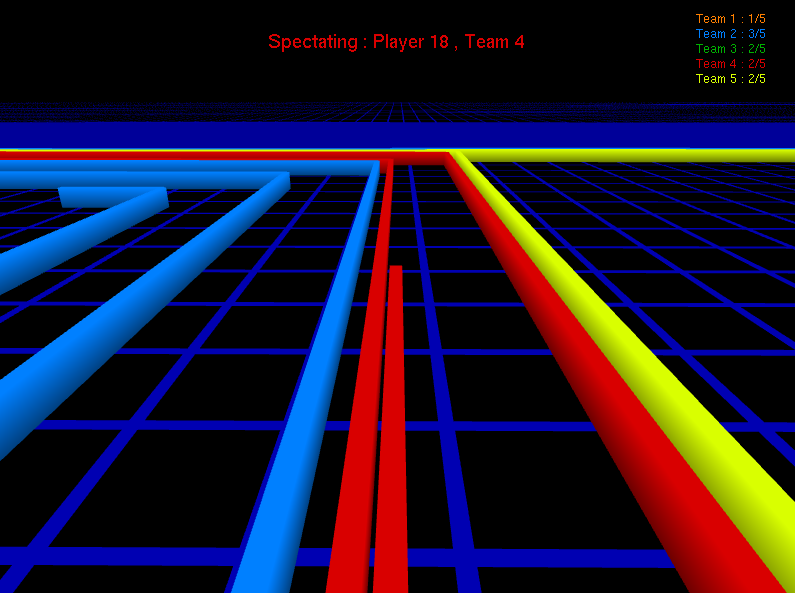 Spectating : Player 18 , Team 4
Team 1 : 1/5
Team 2 : 3/5
Team 3 : 2/5
Team 4 : 2/5
Team 5 : 2/5